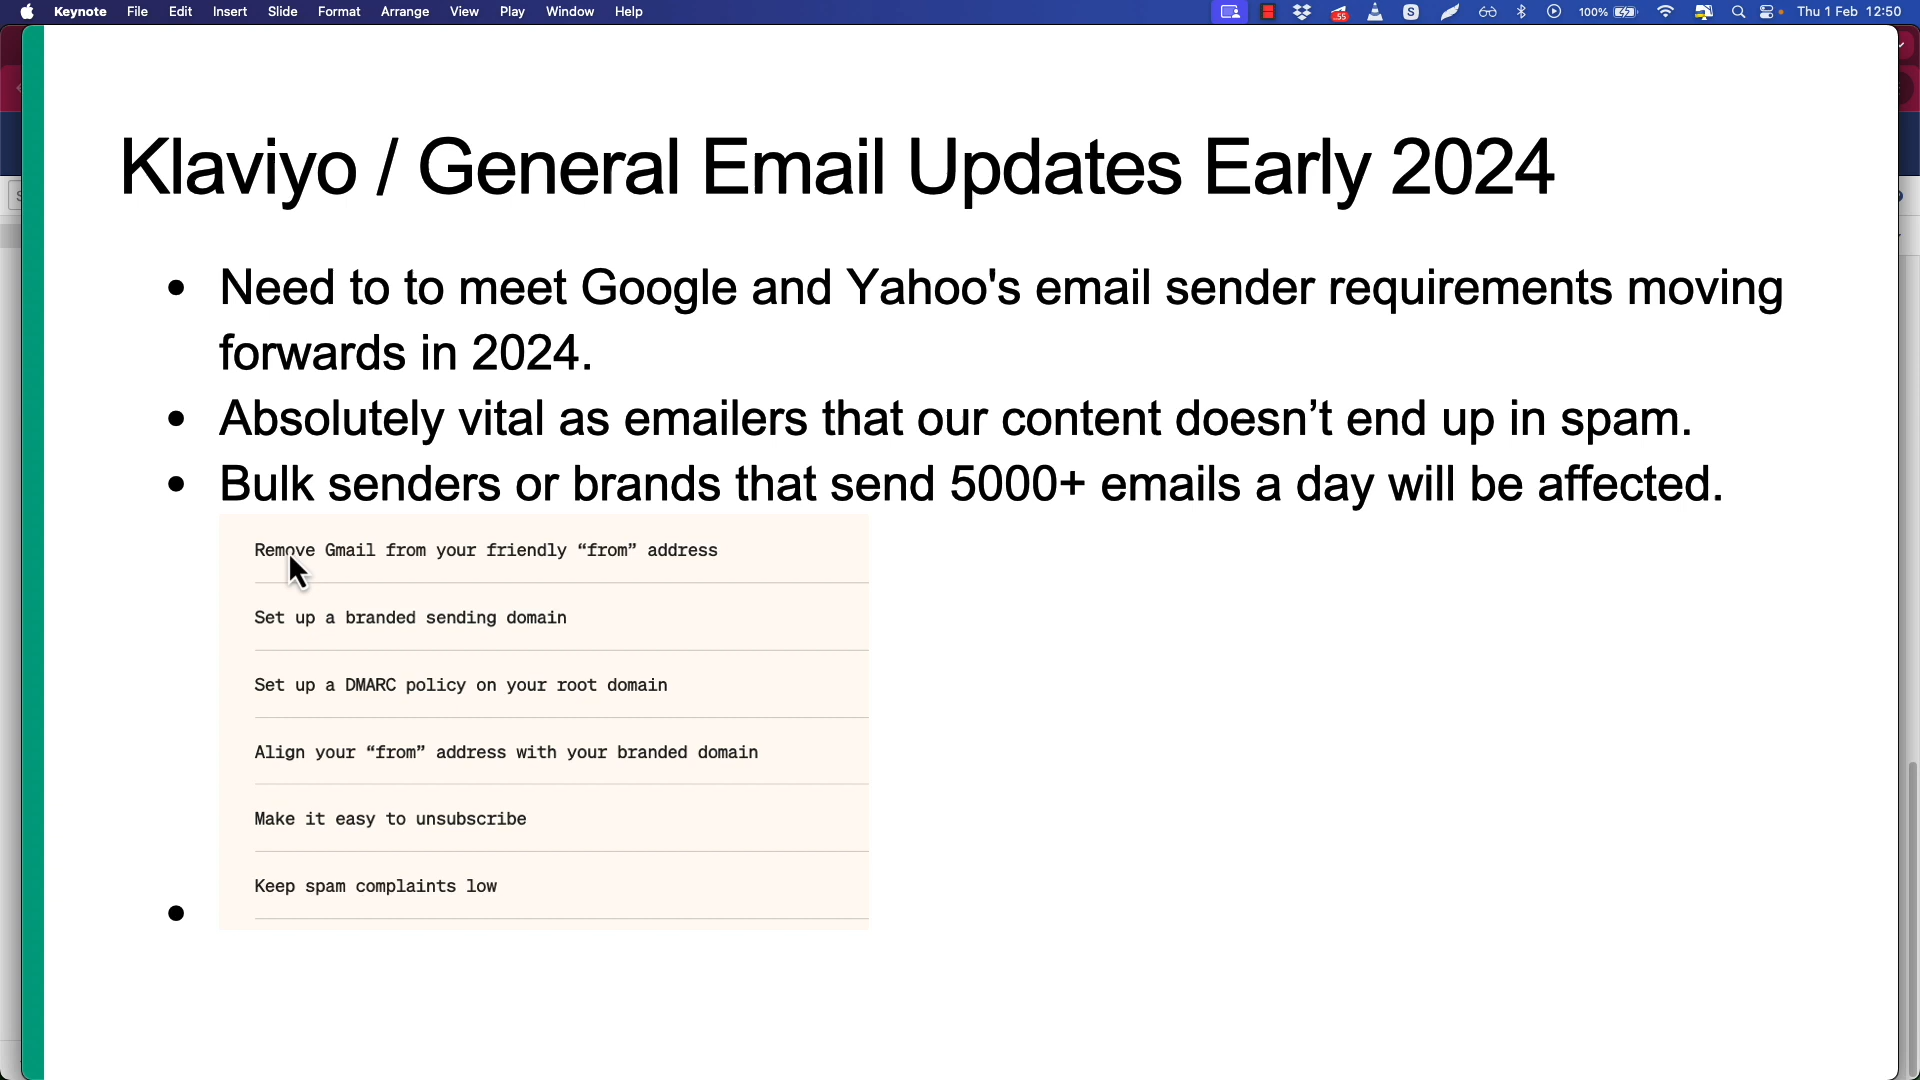 Keynote File Edit Insert Slide Format Arrange View Play Window Help 100% Thu 1 Feb 12:50
Klaviyo / General Email Updates Early 2024
• Need to to meet Google and Yahoo's email sender requirements moving
forwards in 2024.
• Absolutely vital as emailers that our content doesn’t end up in spam.
• Bulk senders or brands that send 5000+ emails a day will be affected.
Remove Gmail from your friendly “from” address
Set up a branded sending domain
Set up a DMARC policy on your root domain
Align your “from” address with your branded domain
Make it easy to unsubscribe
Keep spam complaints low
•